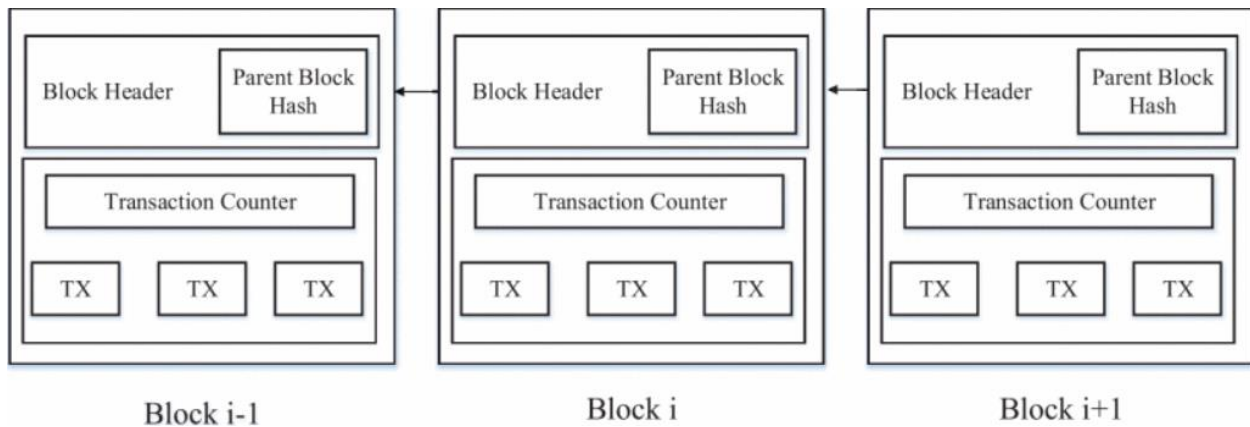 Block Header
Parent Block
Hash
Transaction Counter
TX TX TX
Block i-1
Block Header
Parent Block
Hash
Transaction Counter
TX TX TX
Block i
Block Header
Parent Block
Hash
Transaction Counter
TX TX TX
Block i+1